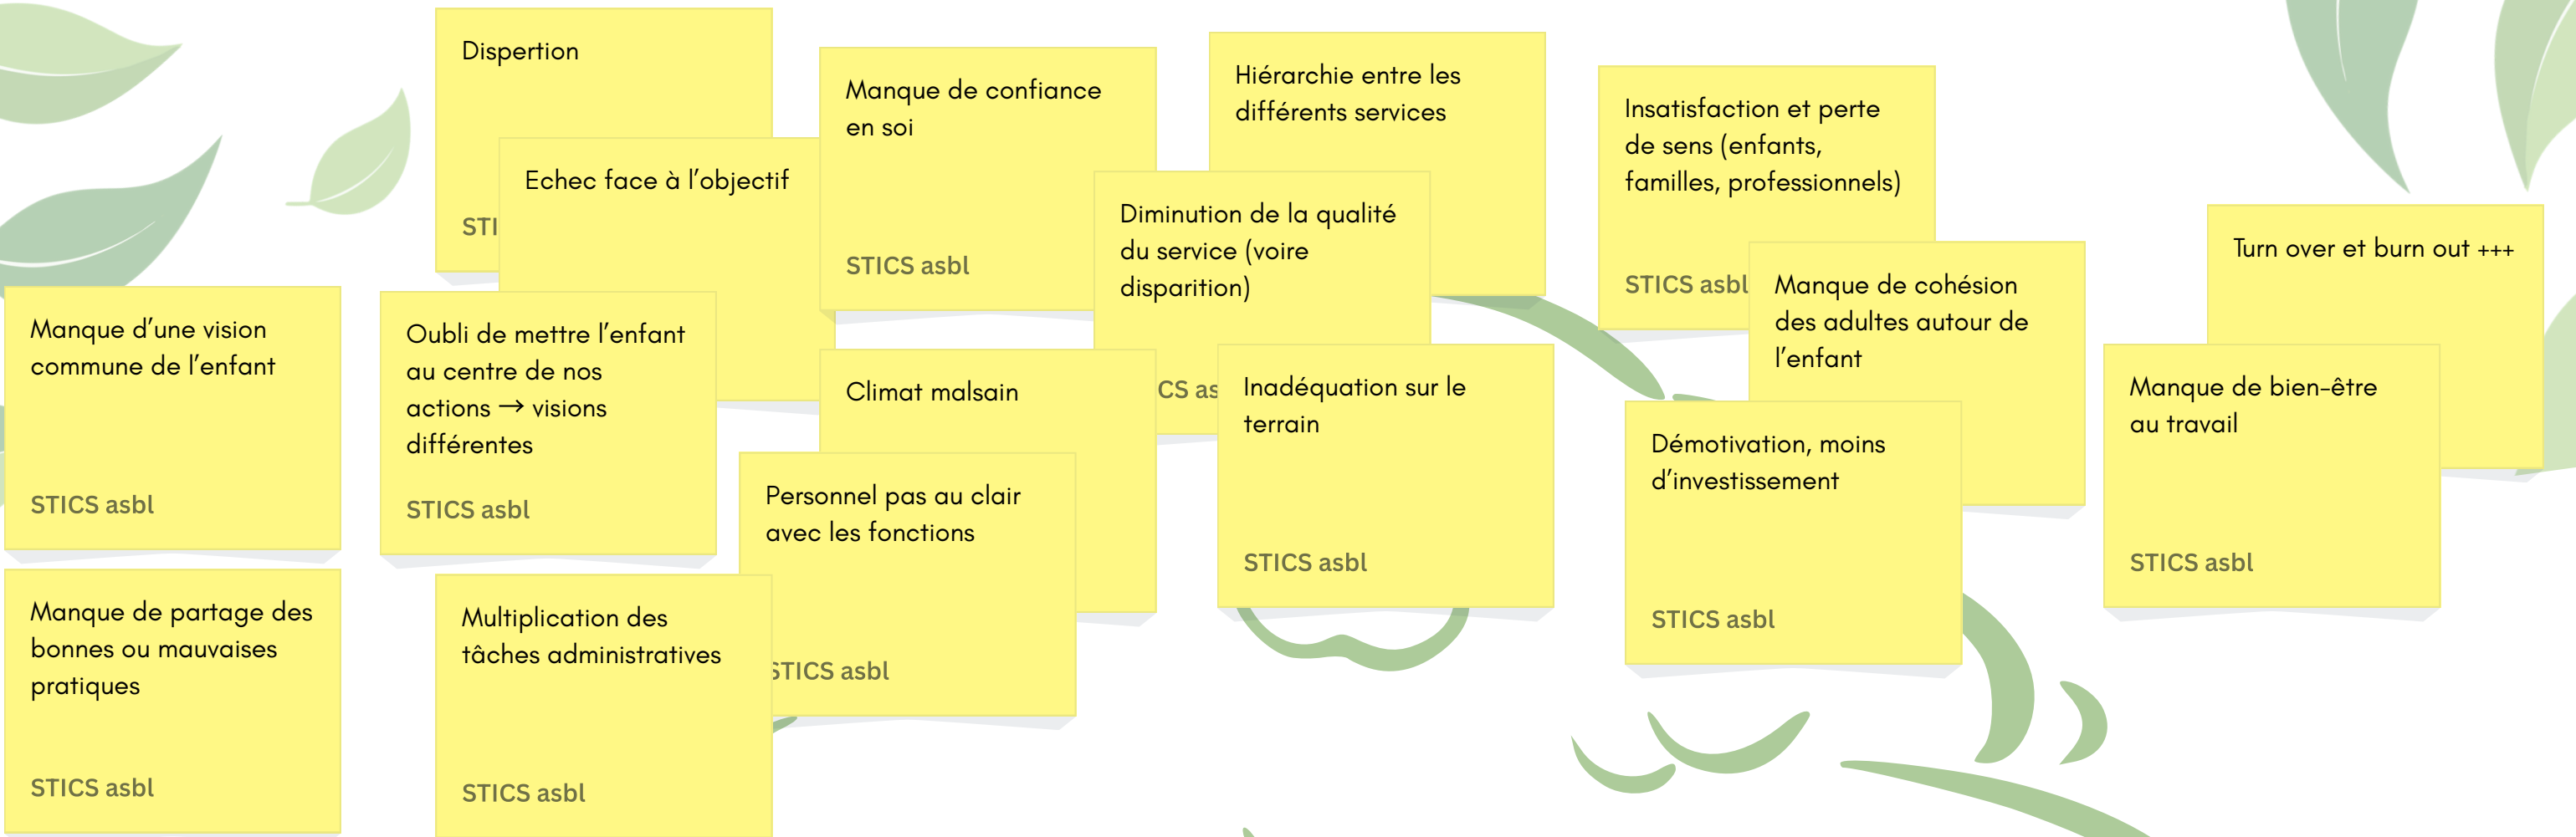 Dispertion
STI
Echec face à l’objectif
Manque de confiance
en soi
STICS asbl
Hiérarchie entre les
différents services
Diminution de la qualité
du service (voire
disparition)
CS as
Insatisfaction et perte
de sens (enfants,
familles, professionnels)
STICS asbl
Manque de cohésion
des adultes autour de
l’enfant
Turn over et burn out +++
Manque d’une vision
commune de l’enfant
STICS asbl
Oubli de mettre l’enfant
au centre de nos
actions → visions
différentes
STICS asbl
Climat malsain
Personnel pas au clair
avec les fonctions
STICS asbl
Inadéquation sur le
terrain
STICS asbl
Démotivation, moins
d’investissement
STICS asbl
Manque de bien-être
au travail
STICS asbl
Manque de partage des
bonnes ou mauvaises
pratiques
STICS asbl
Multiplication des
tâches administratives
STICS asbl